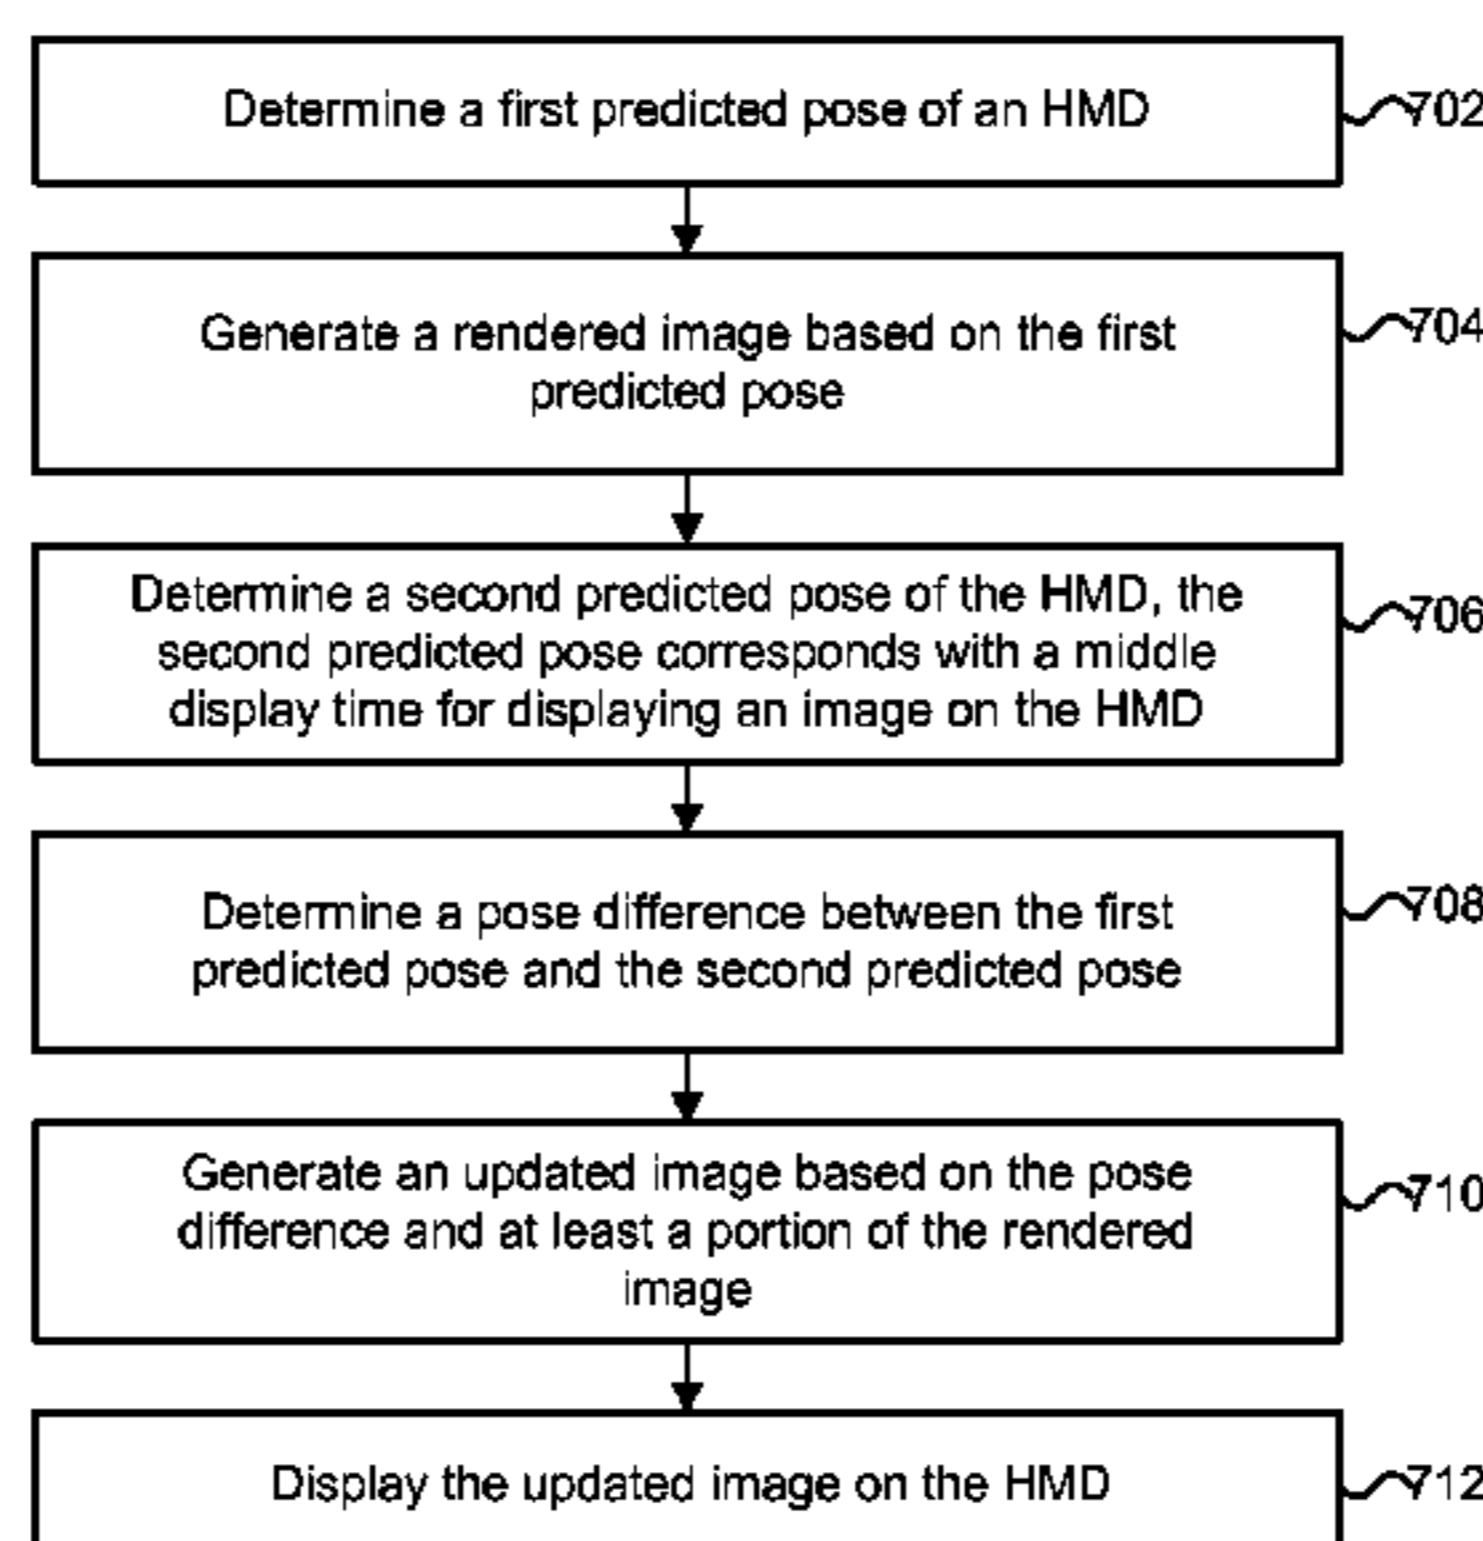 Determine a first predicted pose of an HMD
702
Generate a rendered image based on the first
predicted pose
704
Determine a second predicted pose of the HMD, the
second predicted pose corresponds with a middle
display time for displaying an image on the HMD
706
Determine a pose difference between the first
predicted pose and the second predicted pose
708
Generate an updated image based on the pose
difference and at least a portion of the rendered
image
710
Display the updated image on the HMD
712